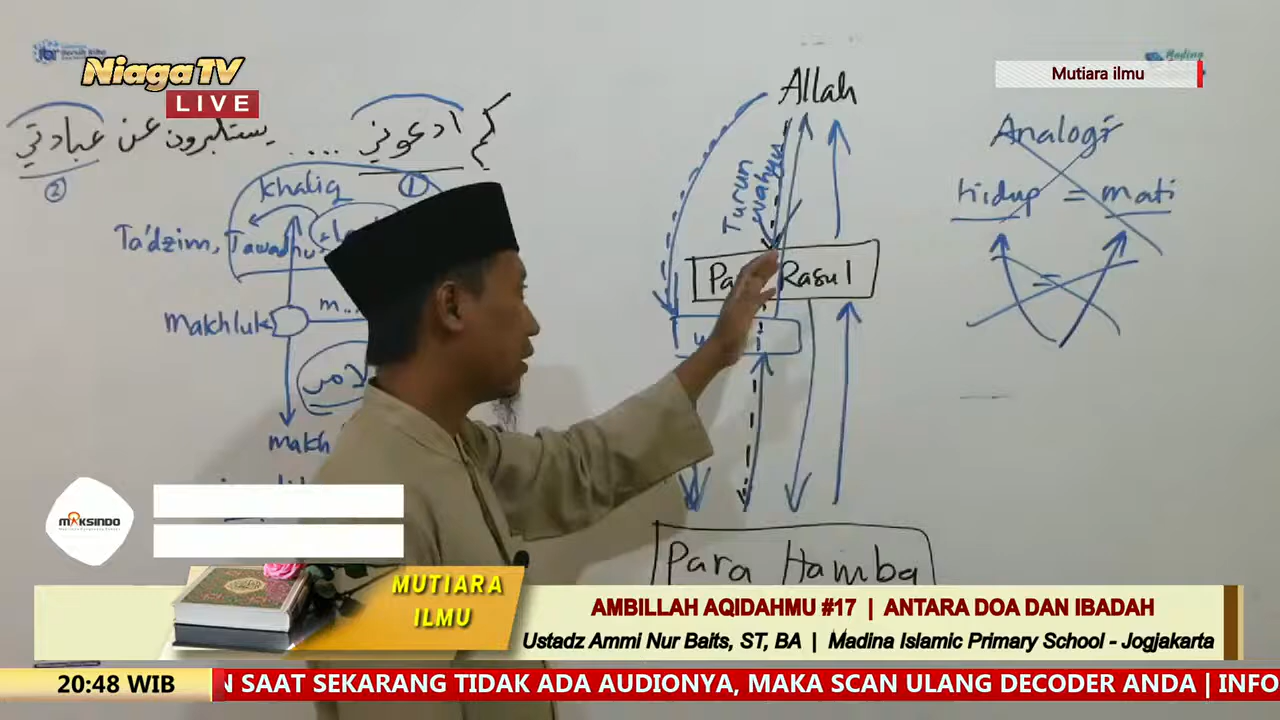 NiagaTV
LIVE
Mutiara ilmu
Allah
Analogi
hidup = mati
ادعوني .... يستكبرون عن عبادتي
① ②
khaliq
Ta'dzim,
Turun wahyu
Para Rasul
Makhluk
makh
Para Hamba
MAKSINDO
MUTIARA
ILMU
AMBILLAH AQIDAHMU #17 | ANTARA DOA DAN IBADAH
Ustadz Ammi Nur Baits, ST, BA | Madina Islamic Primary School - Jogjakarta
20:48 WIB
N SAAT SEKARANG TIDAK ADA AUDIONYA, MAKA SCAN ULANG DECODER ANDA | INFO